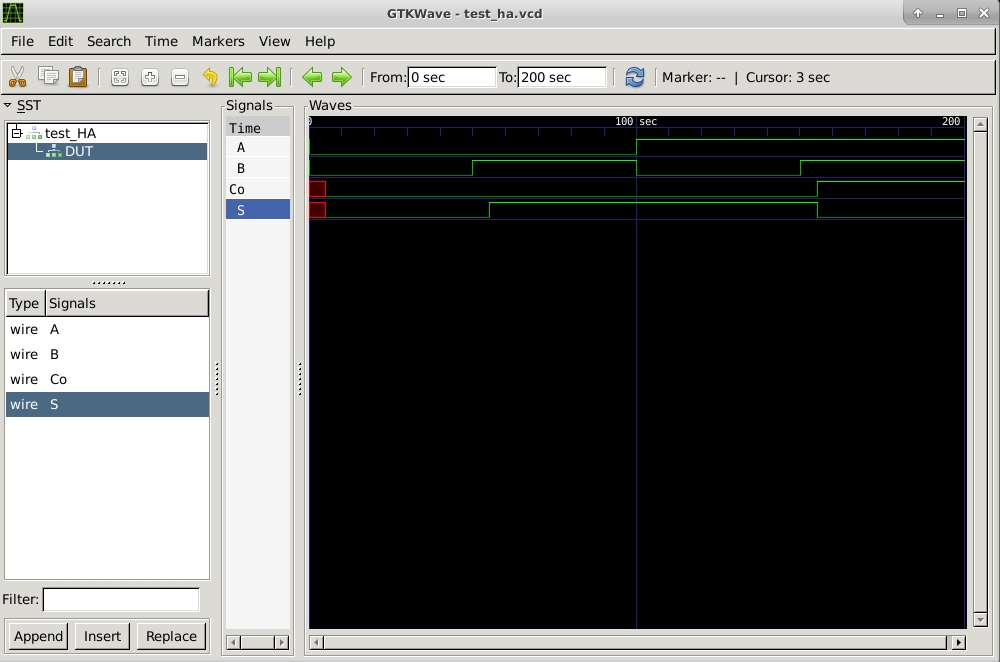 GTKWave - test_ha.vcd
File Edit Search Time Markers View Help
From: 0 sec To: 200 sec Marker: -- | Cursor: 3 sec
SST
test_HA
DUT
Type Signals
wire A
wire B
wire Co
wire S
Filter:
Append Insert Replace
Signals
Time
A
B
Co
S
Waves
0 100 sec 200